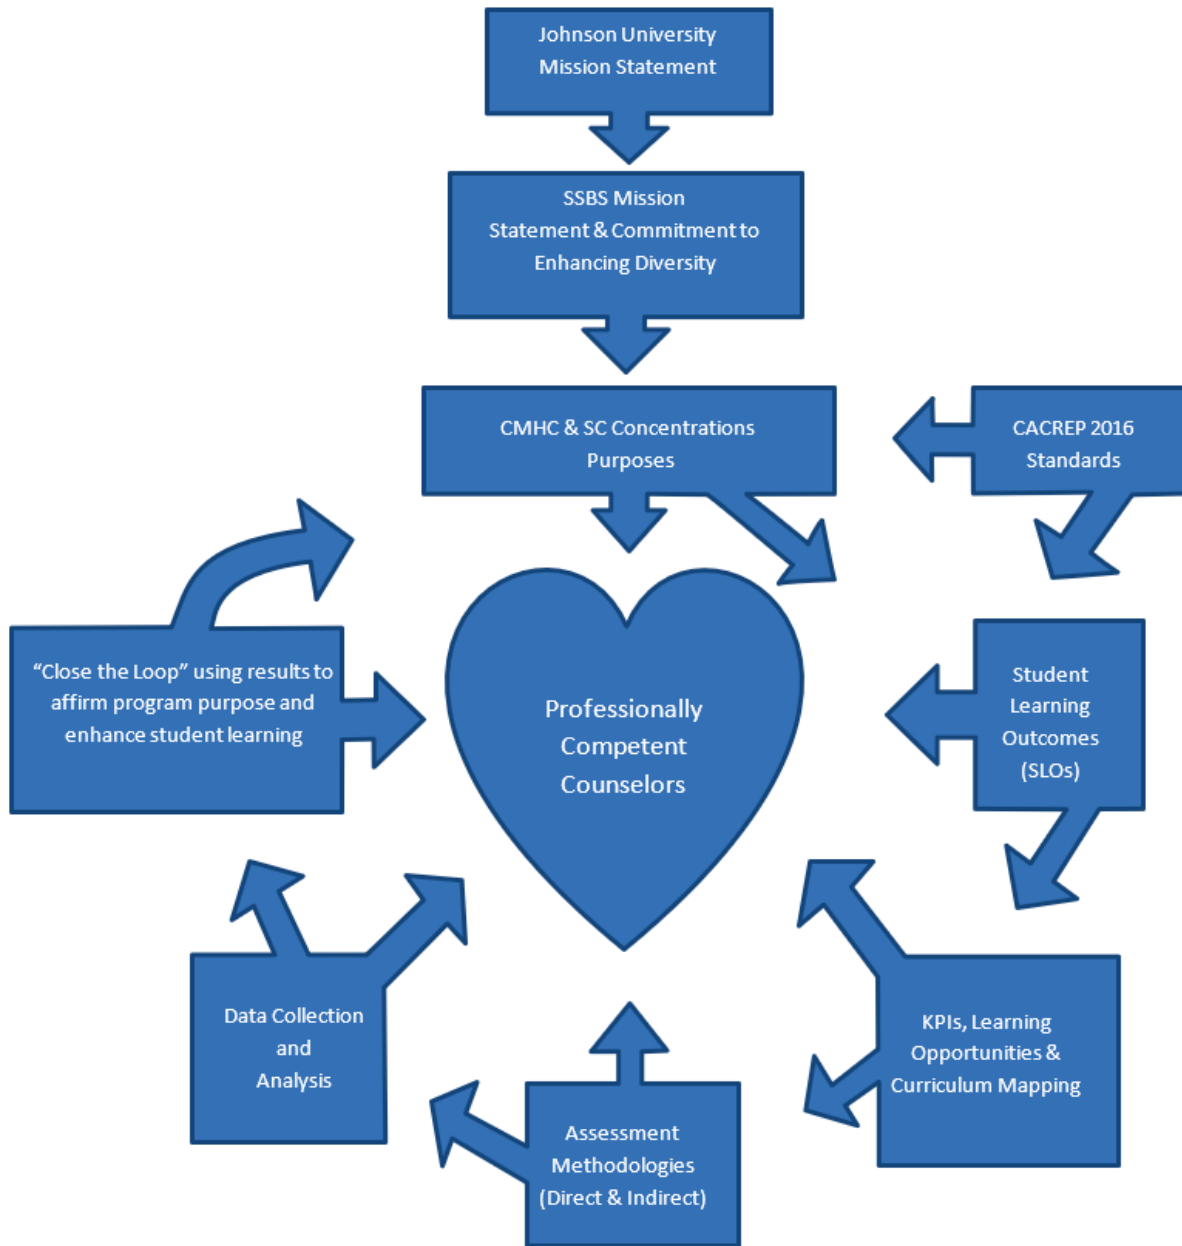 Johnson University
Mission Statement
SSBS Mission
Statement & Commitment to
Enhancing Diversity
CMHC & SC Concentrations
Purposes
CACREP 2016
Standards
“Close the Loop” using results to
affirm program purpose and
enhance student learning
Professionally
Competent
Counselors
Student
Learning
Outcomes
(SLOs)
Data Collection
and
Analysis
KPIs, Learning
Opportunities &
Curriculum Mapping
Assessment
Methodologies
(Direct & Indirect)